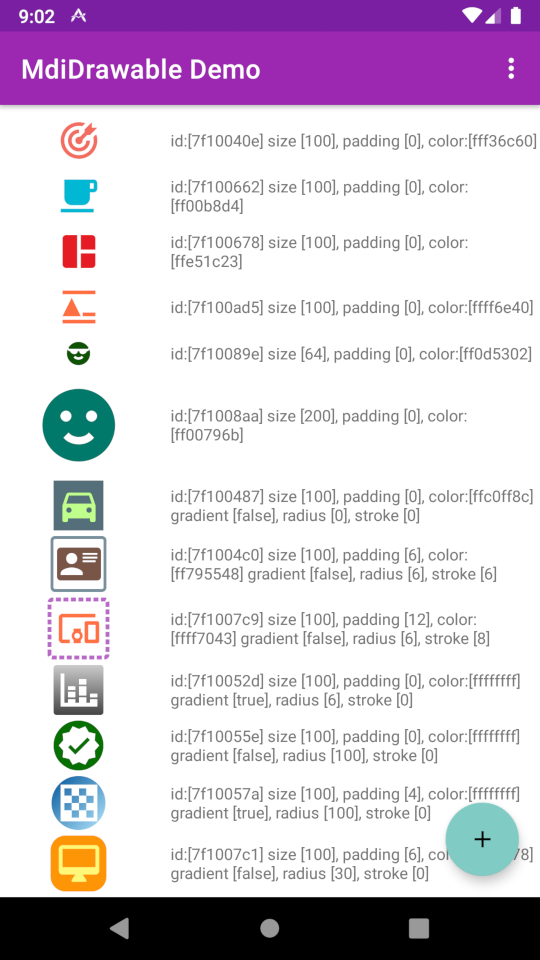 9:02
MdiDrawable Demo
id:[7f10040e] size [100], padding [0], color:[fff36c60]
id:[7f100662] size [100], padding [0], color:
[ff00b8d4]
id:[7f100678] size [100], padding [0], color:
[ffe51c23]
id:[7f100ad5] size [100], padding [0], color:[ffff6e40]
id:[7f10089e] size [64], padding [0], color:[ff0d5302]
id:[7f1008aa] size [200], padding [0], color:
[ff00796b]
id:[7f100487] size [100], padding [0], color:[ffc0ff8c]
gradient [false], radius [0], stroke [0]
id:[7f1004c0] size [100], padding [6], color:
[ff795548] gradient [false], radius [6], stroke [6]
id:[7f1007c9] size [100], padding [12], color:
[ffff7043] gradient [false], radius [6], stroke [8]
id:[7f10052d] size [100], padding [0], color:[ffffffff]
gradient [true], radius [6], stroke [0]
id:[7f10055e] size [100], padding [0], color:[ffffffff]
gradient [false], radius [100], stroke [0]
id:[7f10057a] size [100], padding [4], color:[ffffffff]
gradient [true], radius [100], stroke [0]
id:[7f1007c1] size [100], padding [6], 78]
gradient [false], radius [30], stroke [0]